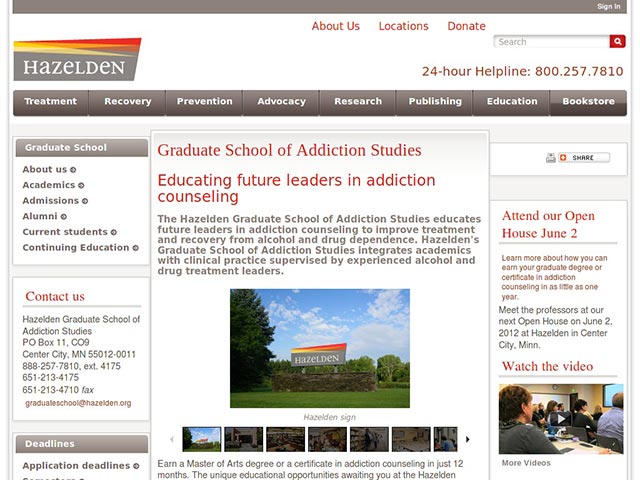 Sign In
About Us Locations Donate
Search
HAZELDEN
24-hour Helpline: 800.257.7810
Treatment Recovery Prevention Advocacy Research Publishing Education Bookstore
Graduate School
About us
Academics
Admissions
Alumni
Current students
Continuing Education
Contact us
Hazelden Graduate School of
Addiction Studies
PO Box 11, CO9
Center City, MN 55012-0011
888-257-7810, ext. 4175
651-213-4175
651-213-4710 fax
graduateschool@hazelden.org
Deadlines
Application deadlines
Graduate School of Addiction Studies
Educating future leaders in addiction
counseling
The Hazelden Graduate School of Addiction Studies educates
future leaders in addiction counseling to improve treatment
and recovery from alcohol and drug dependence. Hazelden's
Graduate School of Addiction Studies integrates academics
with clinical practice supervised by experienced alcohol and
drug treatment leaders.
HAZELDEN
Hazelden sign
Earn a Master of Arts degree or a certificate in addiction counseling in just 12
months. The unique educational opportunities awaiting you at the Hazelden
SHARE
Attend our Open
House June 2
Learn more about how you can
earn your graduate degree or
certificate in addiction
counseling in as little as one
year.
Meet the professors at our
next Open House on June 2,
2012 at Hazelden in Center
City, Minn.
Watch the video
More Videos